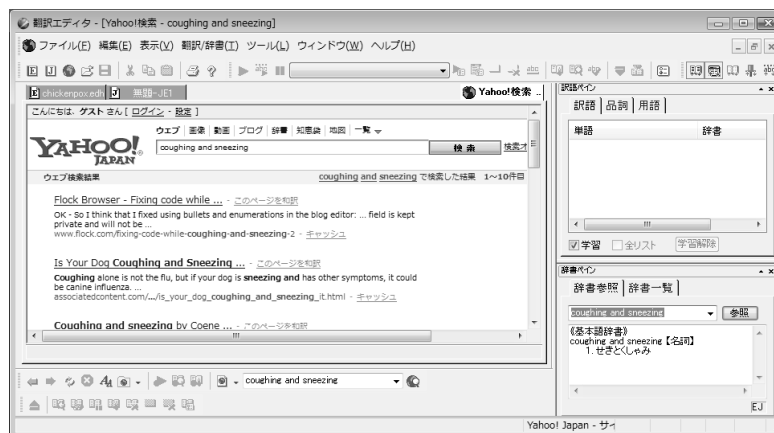 翻訳エディタ - [Yahoo!検索 - coughing and sneezing]
ファイル(F) 編集(E) 表示(V) 翻訳/辞書(T) ツール(L) ウィンドウ(W) ヘルプ(H)
E chickenpox.edh J 無題-JE1 Yahoo!検索 ..
こんにちは、ゲスト さん [ ログイン - 設定 ]
YAHOO! JAPAN
ウェブ | 画像 | 動画 | ブログ | 辞書 | 知恵袋 | 地図 | 一覧
coughing and sneezing 検索 検索オ
ウェブ検索結果 coughing and sneezing で検索した結果 1～10件目
Flock Browser - Fixing code while ... - このページを和訳
OK - So I think that I fixed using bullets and enumerations in the blog editor: ... field is kept
private and will not be ...
www.flock.com/fixing-code-while-coughing-and-sneezing-2 - キャッシュ
Is Your Dog Coughing and Sneezing ... - このページを和訳
Coughing alone is not the flu, but if your dog is sneezing and has other symptoms, it could
be canine influenza. ...
associatedcontent.com/.../is_your_dog_coughing_and_sneezing_it.html - キャッシュ
Coughing and sneezing by Coene ... - このページを和訳
coughing and sneezing
訳語ペイン
訳語 | 品詞 | 用語
単語 辞書
学習 全リスト 学習解除
辞書ペイン
辞書参照 | 辞書一覧
coughing and sneezing 参照
《基本語辞書》
coughing and sneezing【名詞】
1. せきとくしゃみ
EJ
Yahoo! Japan - サイ